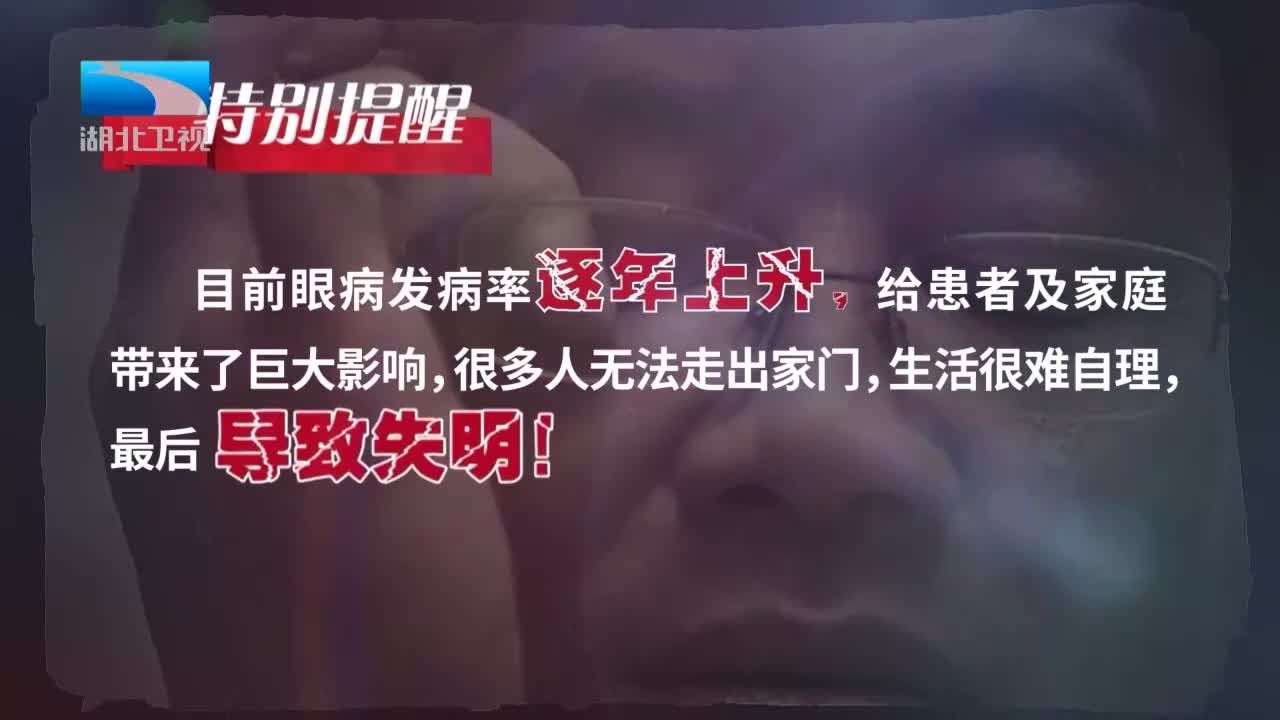 湖北卫视
特别提醒
目前眼病发病率逐年上升，给患者及家庭
带来了巨大影响，很多人无法走出家门，生活很难自理，
最后导致失明！